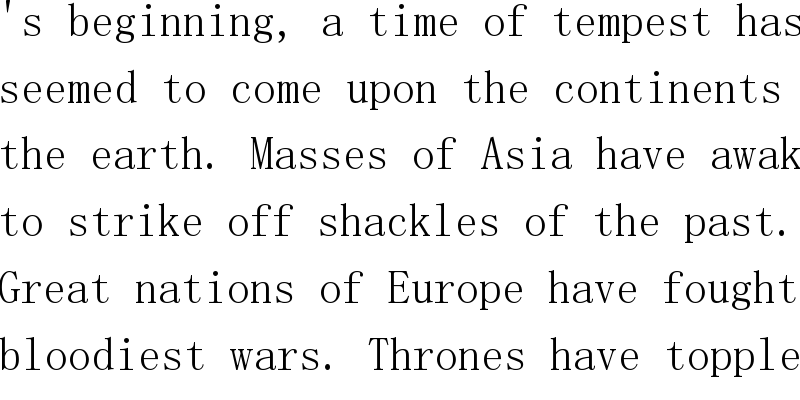 's beginning, a time of tempest has
seemed to come upon the continents
the earth. Masses of Asia have awak
to strike off shackles of the past.
Great nations of Europe have fought
bloodiest wars. Thrones have topple